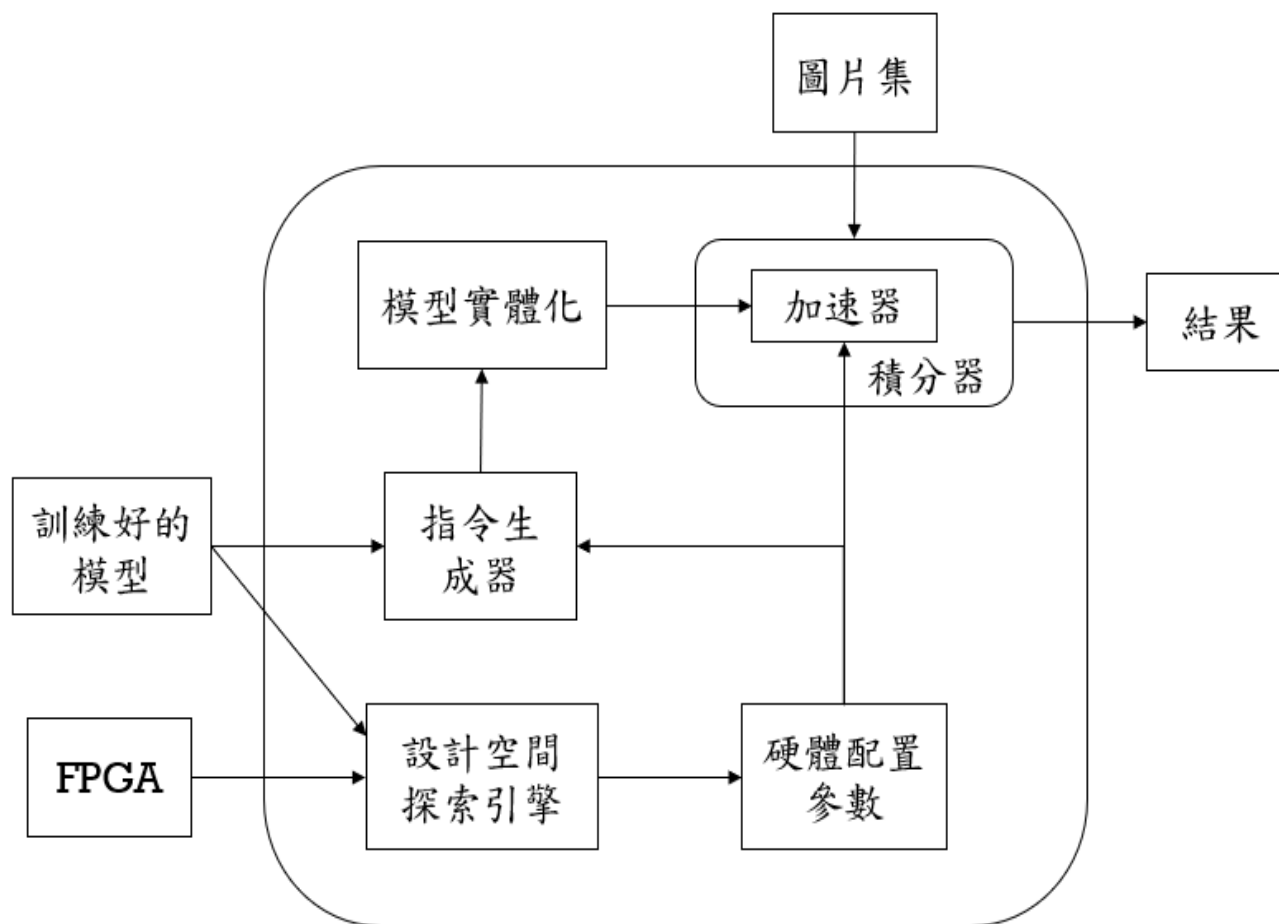 圖片集
模型實體化
加速器
積分器
結果
訓練好的
模型
指令生
成器
FPGA
設計空間
探索引擎
硬體配置
參數